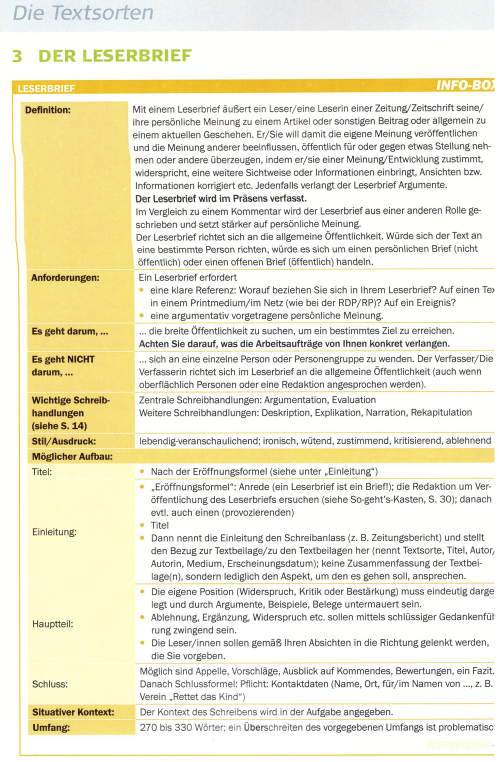 Die Textsorten
3 DER LESERBRIEF
LESERBRIEF
INFO-BOX
Definition:
Mit einem Leserbrief äußert ein Leser/eine Leserin einer Zeitung/Zeitschrift seine/
ihre persönliche Meinung zu einem Artikel oder sonstigen Beitrag oder allgemein zu
einem aktuellen Geschehen. Er/Sie will damit die eigene Meinung veröffentlichen
und die Meinung anderer beeinflussen, öffentlich für oder gegen etwas Stellung neh-
men oder andere überzeugen, indem er/sie einer Meinung/Entwicklung zustimmt,
widerspricht, eine weitere Sichtweise oder Informationen einbringt, Ansichten bzw.
Informationen korrigiert etc. Jedenfalls verlangt der Leserbrief Argumente.
Der Leserbrief wird im Präsens verfasst.
Im Vergleich zu einem Kommentar wird der Leserbrief aus einer anderen Rolle ge-
schrieben und setzt stärker auf persönliche Meinung.
Der Leserbrief richtet sich an die allgemeine Öffentlichkeit. Würde sich der Text an
eine bestimmte Person richten, würde es sich um einen persönlichen Brief (nicht
öffentlich) oder einen offenen Brief (öffentlich) handeln.
Anforderungen:
Ein Leserbrief erfordert
• eine klare Referenz: Worauf beziehen Sie sich in Ihrem Leserbrief? Auf einen Tex
in einem Printmedium/im Netz (wie bei der RDP/RP)? Auf ein Ereignis?
• eine argumentativ vorgetragene persönliche Meinung.
Es geht darum, ...
... die breite Öffentlichkeit zu suchen, um ein bestimmtes Ziel zu erreichen.
Achten Sie darauf, was die Arbeitsaufträge von Ihnen konkret verlangen.
Es geht NICHT
darum, ...
... sich an eine einzelne Person oder Personengruppe zu wenden. Der Verfasser/Die
Verfasserin richtet sich im Leserbrief an die allgemeine Öffentlichkeit (auch wenn
oberflächlich Personen oder eine Redaktion angesprochen werden).
Wichtige Schreib-
handlungen
(siehe S. 14)
Zentrale Schreibhandlungen: Argumentation, Evaluation
Weitere Schreibhandlungen: Deskription, Explikation, Narration, Rekapitulation
Stil/Ausdruck:
lebendig-veranschaulichend; ironisch, wütend, zustimmend, kritisierend, ablehnend
Möglicher Aufbau:
Titel:
• Nach der Eröffnungsformel (siehe unter „Einleitung“)
Einleitung:
• „Eröffnungsformel“: Anrede (ein Leserbrief ist ein Brief!); die Redaktion um Ver-
öffentlichung des Leserbriefs ersuchen (siehe So-geht’s-Kasten, S. 30); danach
evtl. auch einen (provozierenden)
• Titel
• Dann nennt die Einleitung den Schreibanlass (z. B. Zeitungsbericht) und stellt
den Bezug zur Textbeilage/zu den Textbeilagen her (nennt Textsorte, Titel, Autor/
Autorin, Medium, Erscheinungsdatum); keine Zusammenfassung der Textbei-
lage(n), sondern lediglich den Aspekt, um den es gehen soll, ansprechen.
Hauptteil:
• Die eigene Position (Widerspruch, Kritik oder Bestärkung) muss eindeutig darge
legt und durch Argumente, Beispiele, Belege untermauert sein.
• Ablehnung, Ergänzung, Widerspruch etc. sollen mittels schlüssiger Gedankenfüh
rung zwingend sein.
• Die Leser/innen sollen gemäß Ihren Absichten in die Richtung gelenkt werden,
die Sie vorgeben.
Schluss:
Möglich sind Appelle, Vorschläge, Ausblick auf Kommendes, Bewertungen, ein Fazit.
Danach Schlussformel: Pflicht: Kontaktdaten (Name, Ort, für/im Namen von ..., z. B.
Verein „Rettet das Kind“)
Situativer Kontext:
Der Kontext des Schreibens wird in der Aufgabe angegeben.
Umfang:
270 bis 330 Wörter; ein Überschreiten des vorgegebenen Umfangs ist problematisc